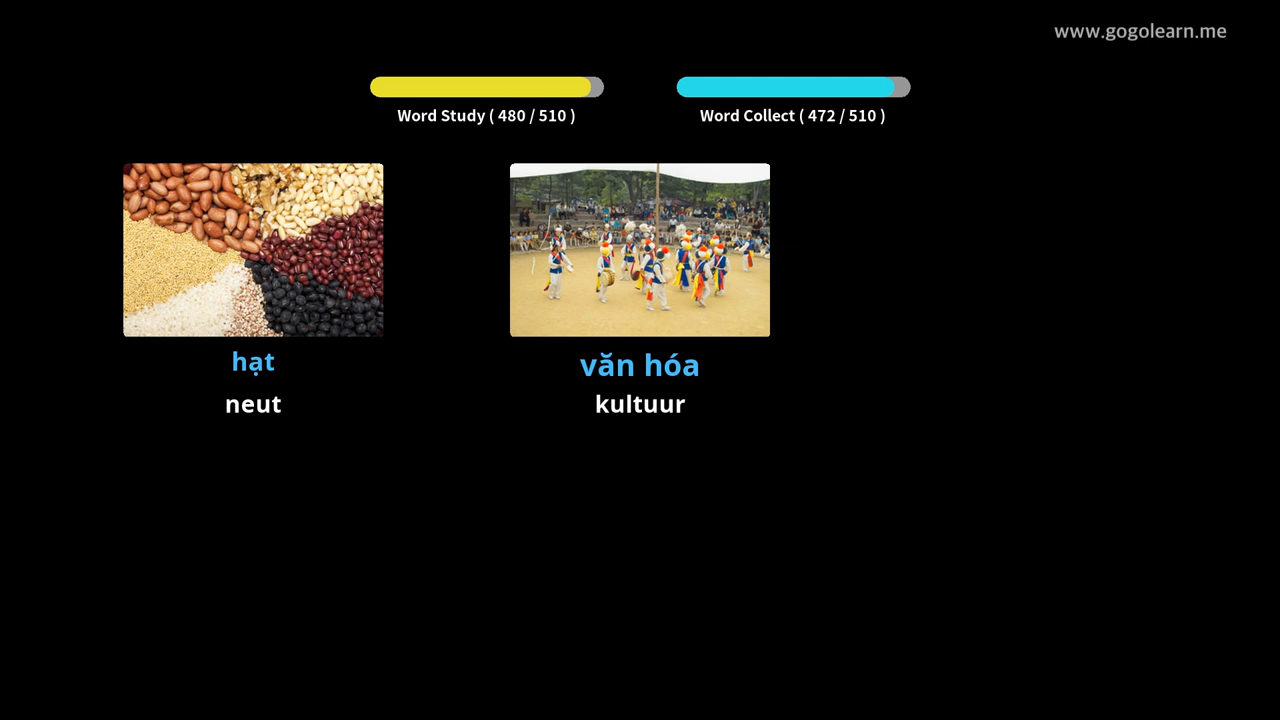 www.gogolearn.me
Word Study ( 480 / 510 )
Word Collect ( 472 / 510 )
hạt
neut
văn hóa
kultuur